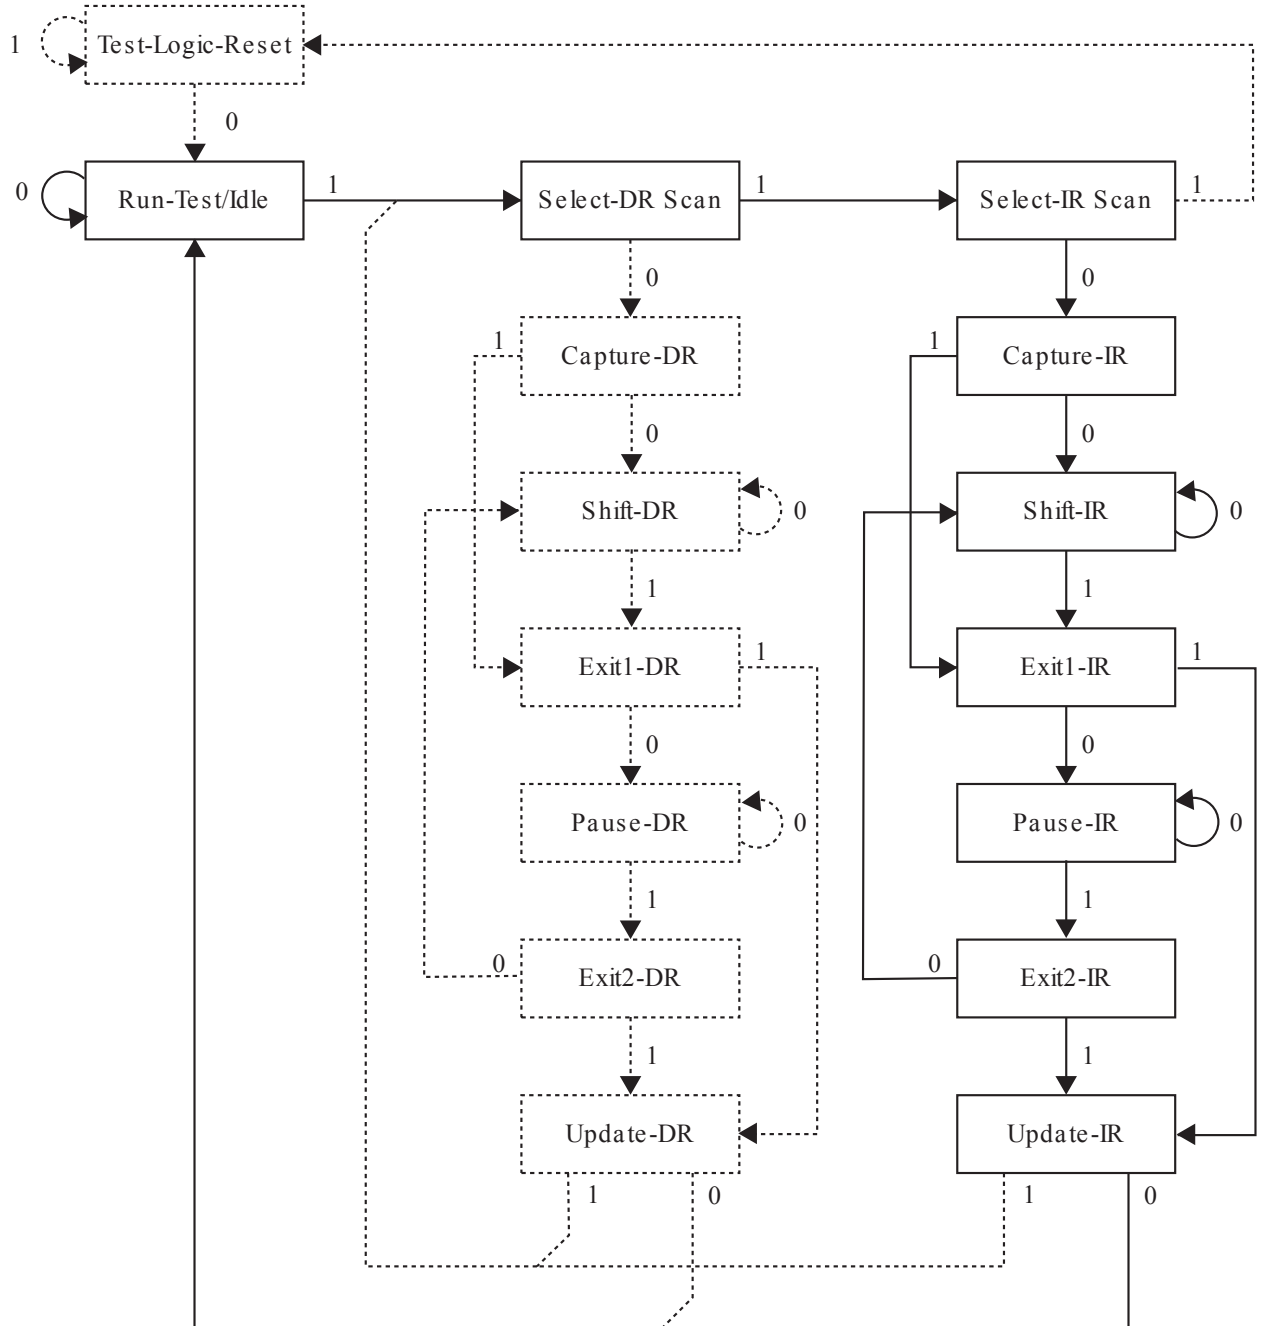 Test-Logic-Reset
1
0
0
Run-Test/Idle
1
Select-DR Scan
1
Select-IR Scan
1
0
0
1
Capture-DR
1
Capture-IR
0
0
Shift-DR
0
Shift-IR
0
1
1
Exit1-DR
1
Exit1-IR
1
0
0
Pause-DR
0
Pause-IR
0
1
1
0
Exit2-DR
0
Exit2-IR
1
1
Update-DR
Update-IR
1
0
1
0